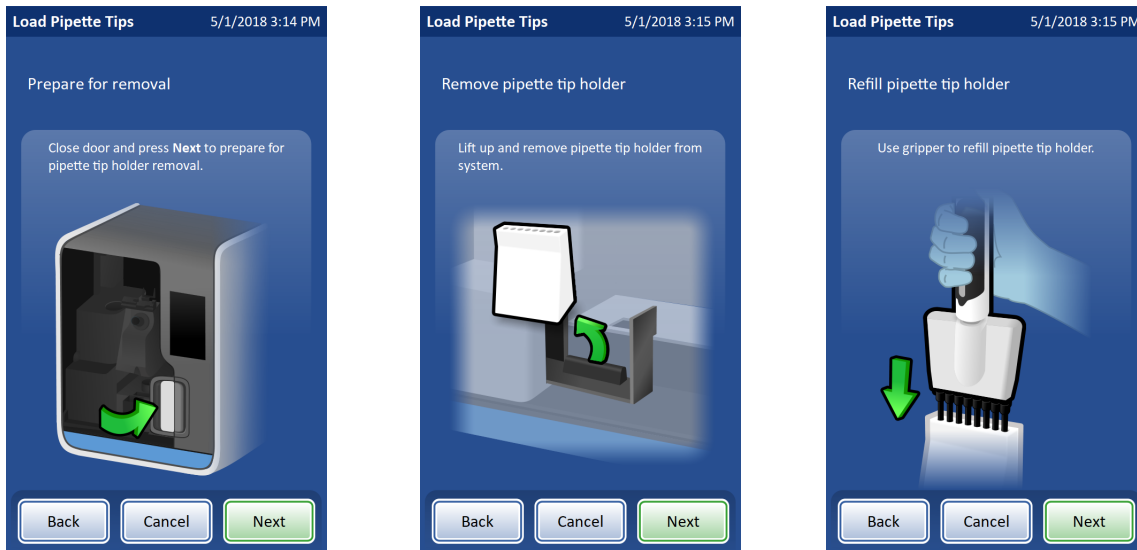 Load Pipette Tips 5/1/2018 3:14 PM
Prepare for removal
Close door and press Next to prepare for
pipette tip holder removal.
Back Cancel Next
Load Pipette Tips 5/1/2018 3:15 PM
Remove pipette tip holder
Lift up and remove pipette tip holder from
system.
Back Cancel Next
Load Pipette Tips 5/1/2018 3:15 PM
Refill pipette tip holder
Use gripper to refill pipette tip holder.
Back Cancel Next